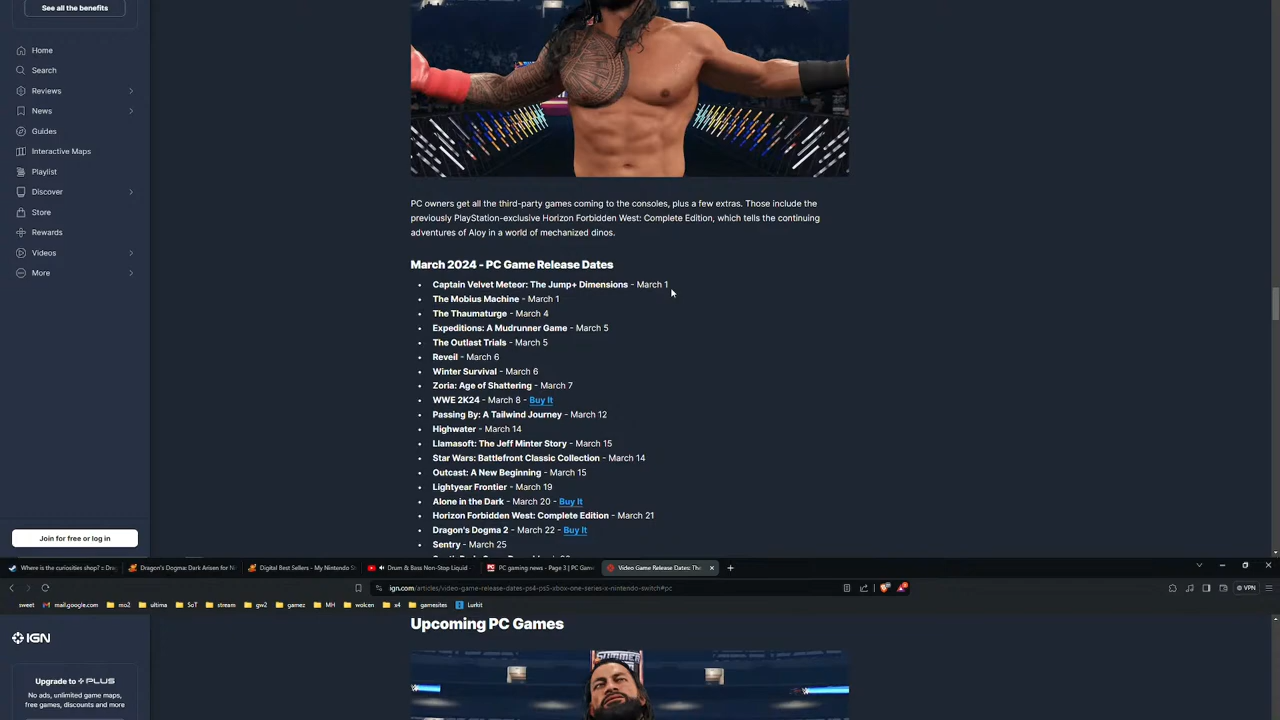 See all the benefits
Home
Search
Reviews
News
Guides
Interactive Maps
Playlist
Discover
Store
Rewards
Videos
More
Join for free or log in
PC owners get all the third-party games coming to the consoles, plus a few extras. Those include the
previously PlayStation-exclusive Horizon Forbidden West: Complete Edition, which tells the continuing
adventures of Aloy in a world of mechanized dinos.
March 2024 - PC Game Release Dates
Captain Velvet Meteor: The Jump+ Dimensions - March 1
The Mobius Machine - March 1
The Thaumaturge - March 4
Expeditions: A Mudrunner Game - March 5
The Outlast Trials - March 5
Reveil - March 6
Winter Survival - March 6
Zoria: Age of Shattering - March 7
WWE 2K24 - March 8 - Buy It
Passing By: A Tailwind Journey - March 12
Highwater - March 14
Llamasoft: The Jeff Minter Story - March 15
Star Wars: Battlefront Classic Collection - March 14
Outcast: A New Beginning - March 15
Lightyear Frontier - March 19
Alone in the Dark - March 20 - Buy It
Horizon Forbidden West: Complete Edition - March 21
Dragon's Dogma 2 - March 22 - Buy It
Sentry - March 25
Where is the curiosities shop? :: Drag
Dragon's Dogma: Dark Arisen for Ni
Digital Best Sellers - My Nintendo St
Drum & Bass Non-Stop Liquid
PC gaming news - Page 3 | PC Gam
Video Game Release Dates: The
ign.com/articles/video-game-release-dates-ps4-ps5-xbox-one-series-x-nintendo-switch#pc
VPN
sweet mail.google.com mo2 ultima SoT stream gw2 gamez MH wolcen x4 gamesites Lurkit
IGN
Upgrade to PLUS
No ads, unlimited game maps,
free games, discounts and more
Upcoming PC Games
SUMMER